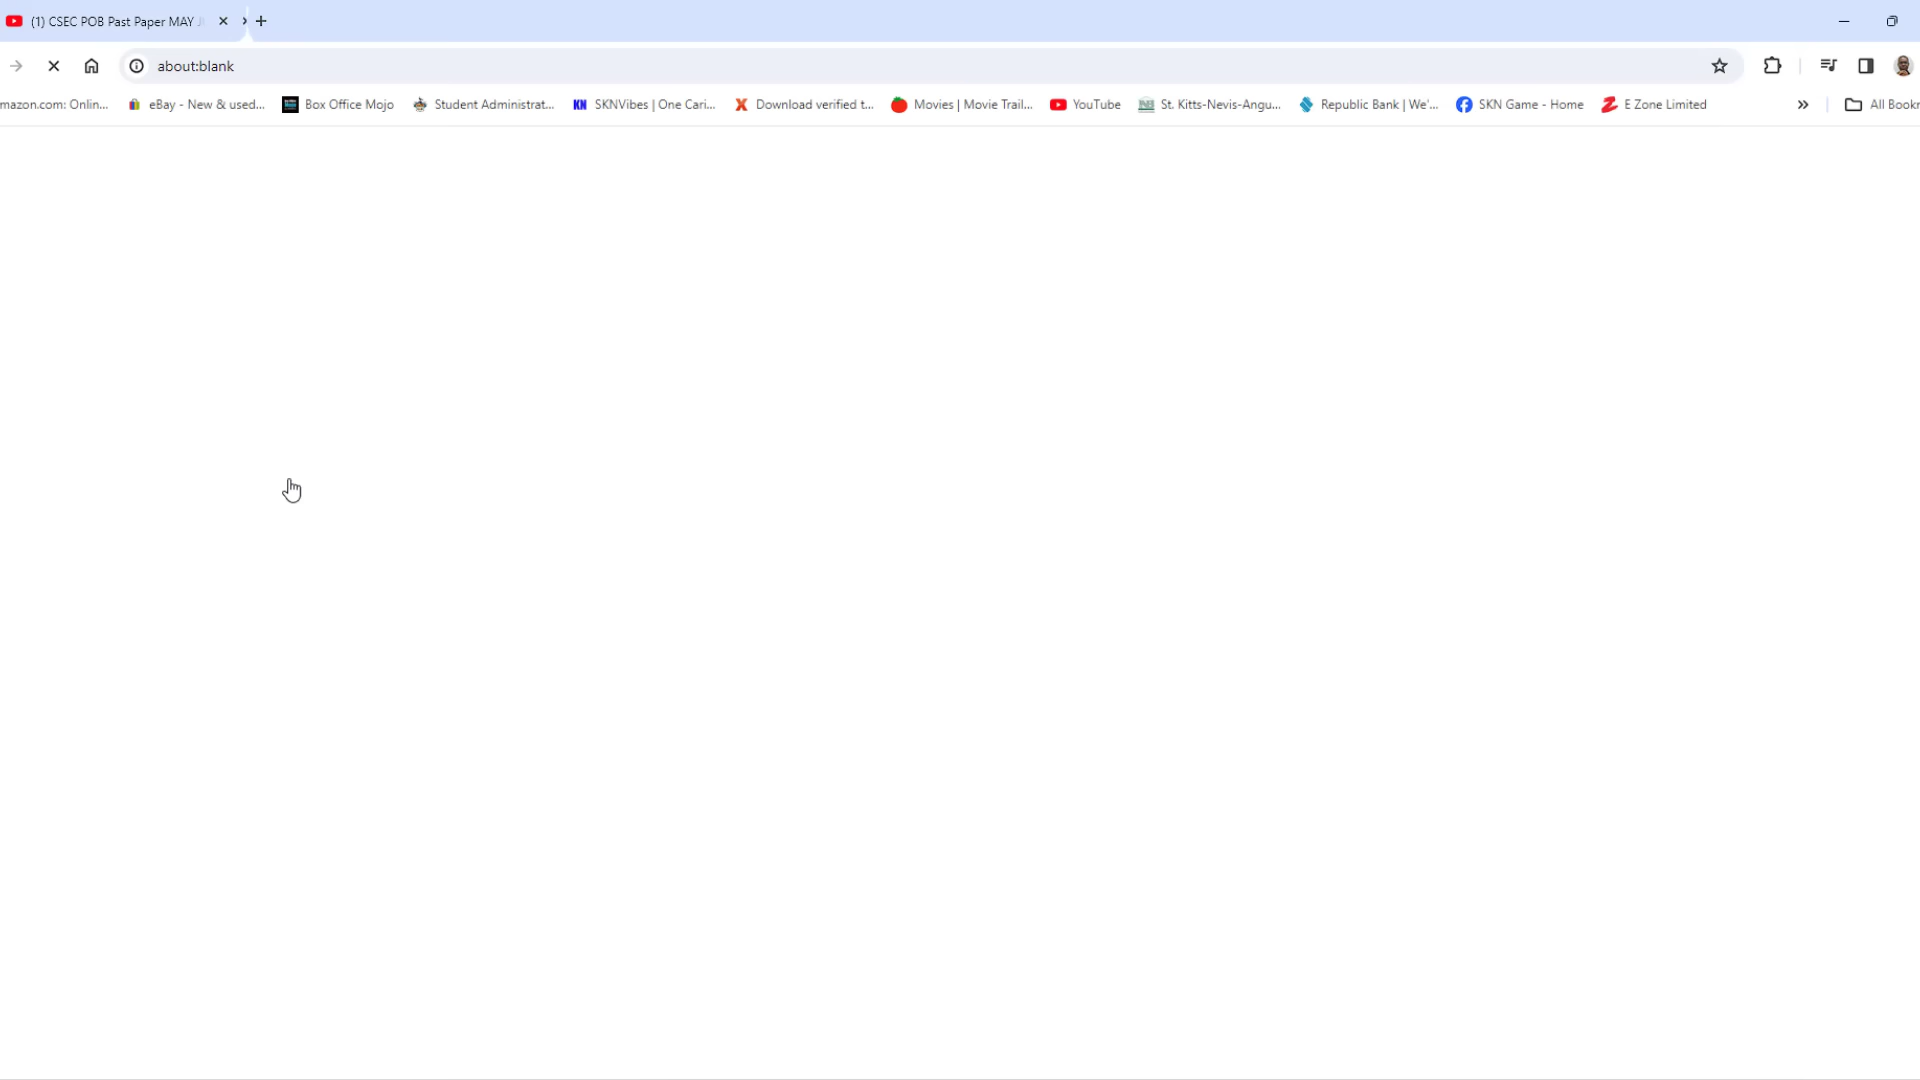 (1) CSEC POB Past Paper MAY
about:blank
mazon.com: Onlin...
eBay - New & used...
Box Office Mojo
Student Administrat...
KN SKNVibes | One Cari...
Download verified t...
Movies | Movie Trail...
YouTube
St. Kitts-Nevis-Angu...
Republic Bank | We'...
SKN Game - Home
E Zone Limited
All Bookr